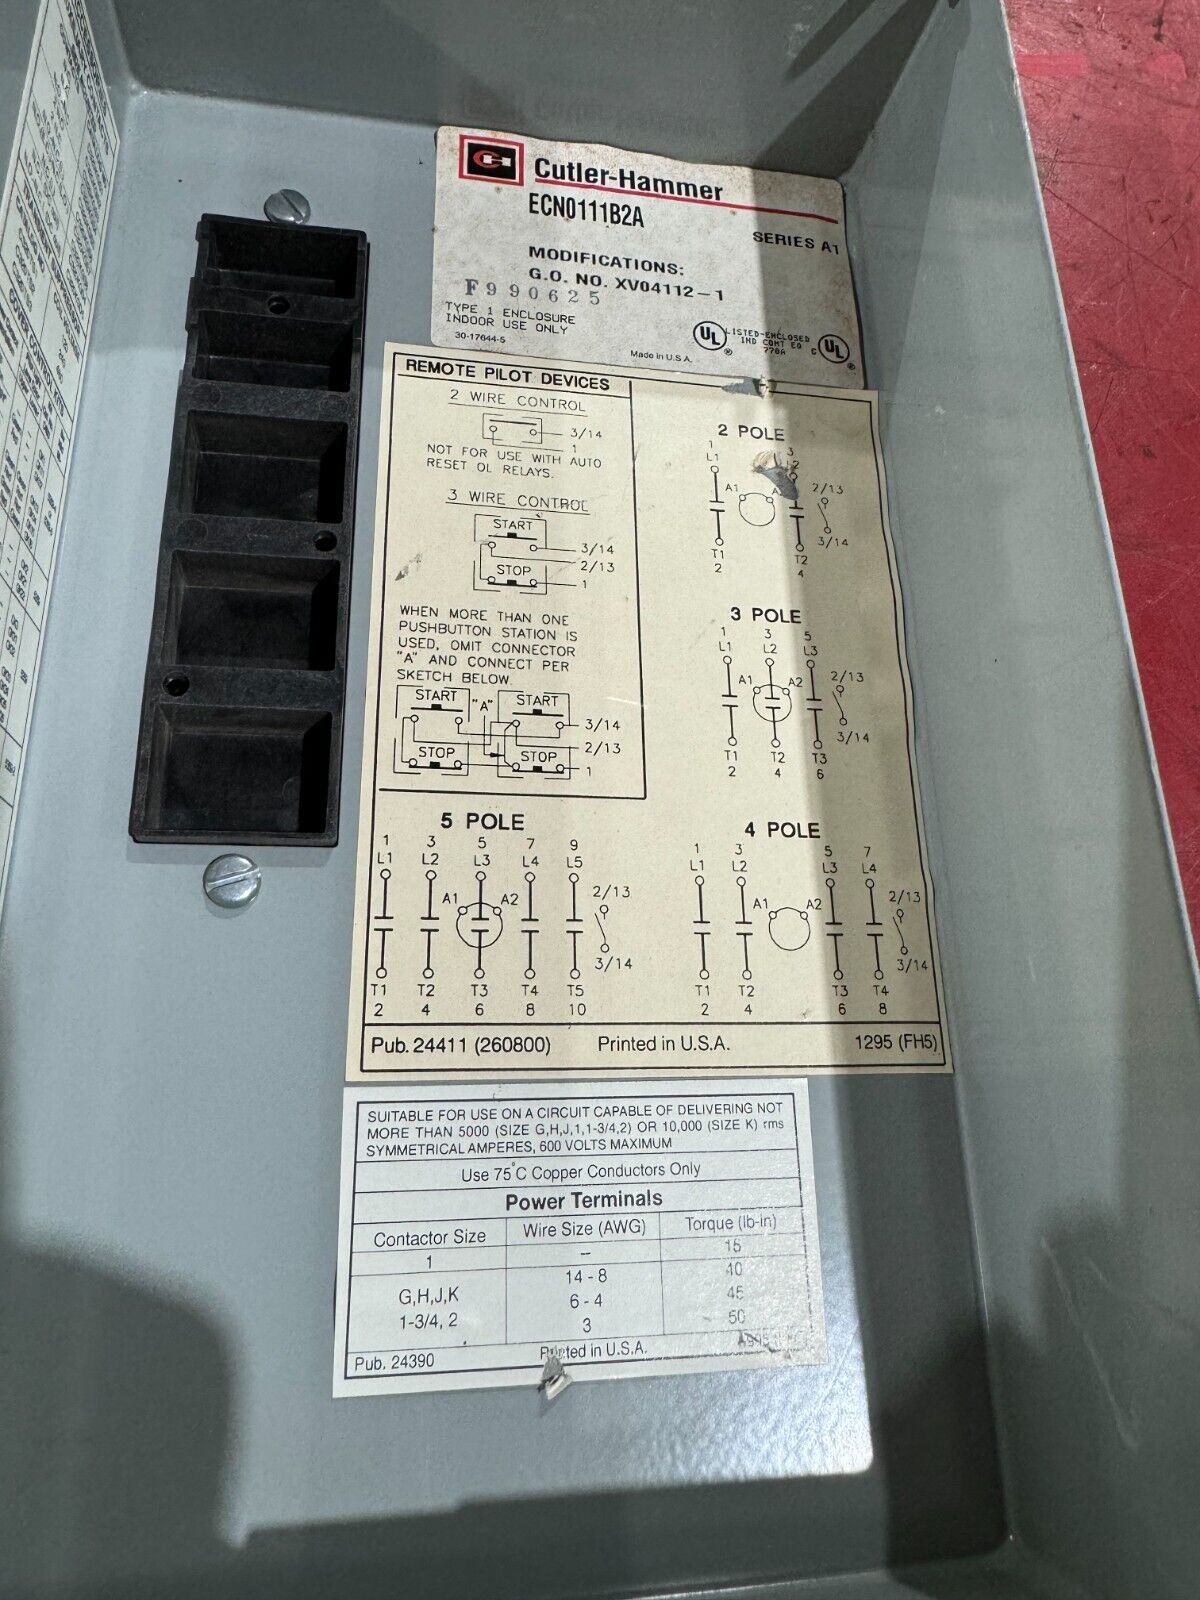 Cutler-Hammer
ECN0111B2A
SERIES A1
MODIFICATIONS:
G.O. NO. XV04112-1
F990625
TYPE 1 ENCLOSURE
INDOOR USE ONLY
30-17644-5
Made in U.S.A.
UL
LISTED-ENCLOSED
IND CONT EQ
770A
C UL
REMOTE PILOT DEVICES
2 WIRE CONTROL
3/14
1
NOT FOR USE WITH AUTO
RESET OL RELAYS.
3 WIRE CONTROL
START
3/14
2/13
STOP
1
WHEN MORE THAN ONE
PUSHBUTTON STATION IS
USED, OMIT CONNECTOR
"A" AND CONNECT PER
SKETCH BELOW.
START "A" START
3/14
2/13
STOP STOP
1
2 POLE
1 3
L1 L2
A1
2/13
3/14
T1 T2
2 4
3 POLE
1 3 5
L1 L2 L3
A1 A2 2/13
3/14
T1 T2 T3
2 4 6
5 POLE
1 3 5 7 9
L1 L2 L3 L4 L5
A1 A2 2/13
3/14
T1 T2 T3 T4 T5
2 4 6 8 10
4 POLE
1 3 5 7
L1 L2 L3 L4
A1 A2 2/13
3/14
T1 T2 T3 T4
2 4 6 8
Pub. 24411 (260800) Printed in U.S.A. 1295 (FH5)
SUITABLE FOR USE ON A CIRCUIT CAPABLE OF DELIVERING NOT
MORE THAN 5000 (SIZE G,H,J,1,1-3/4,2) OR 10,000 (SIZE K) rms
SYMMETRICAL AMPERES, 600 VOLTS MAXIMUM
Use 75°C Copper Conductors Only
Power Terminals
Contactor Size Wire Size (AWG) Torque (lb-in)
1 – 15
G,H,J,K
1-3/4, 2
14 - 8 40
6 - 4 45
3 50
Pub. 24390 Printed in U.S.A.